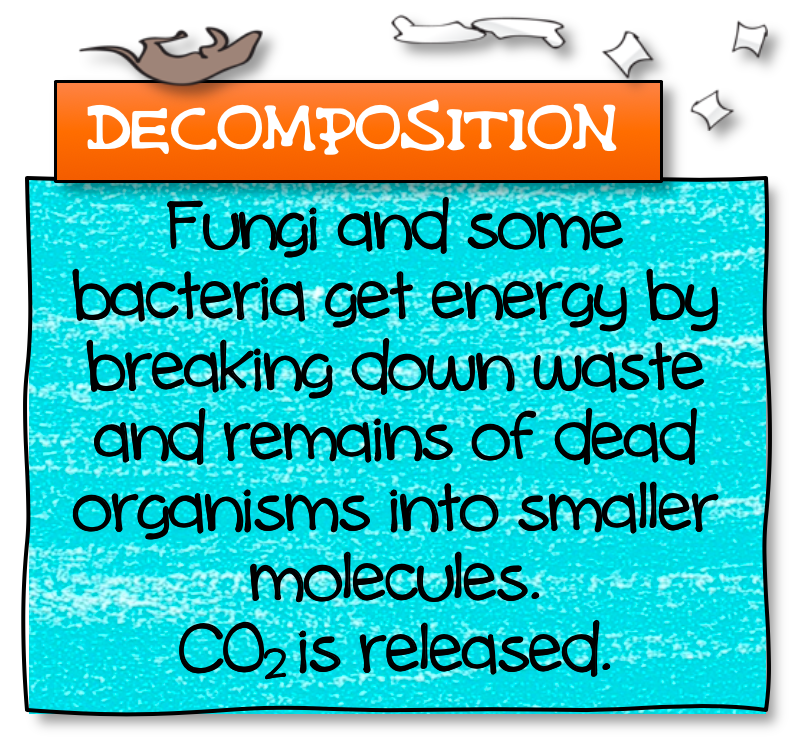 DECOMPOSITION
Fungi and some
bacteria get energy by
breaking down waste
and remains of dead
organisms into smaller
molecules.
CO₂ is released.